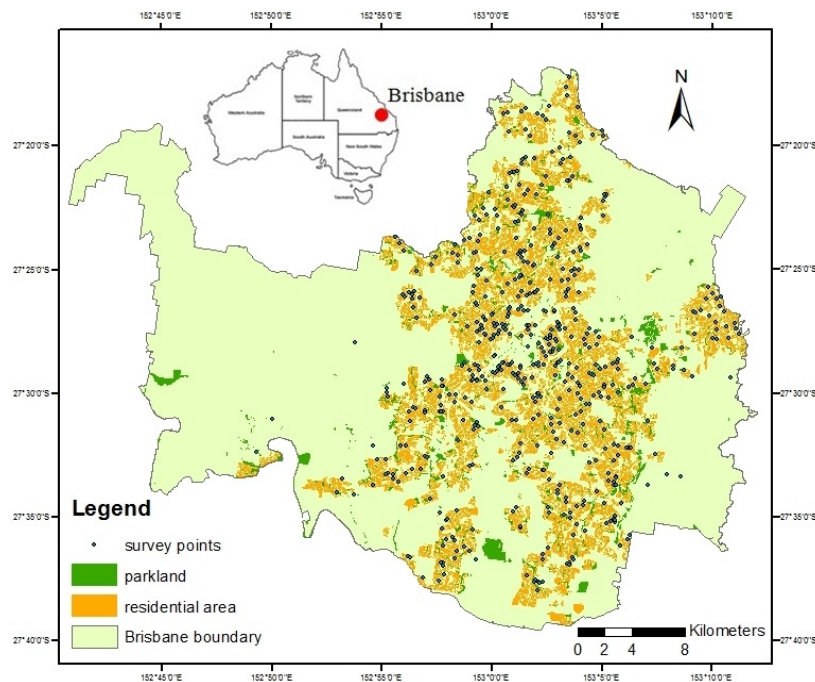 152°45'0"E 152°50'0"E 152°55'0"E 153°0'0"E 153°5'0"E 153°10'0"E
N
Brisbane
Northern
Territory
Western Australia
Queensland
South Australia
New South Wales
Victoria
Tasmania
27°20'0"S 27°20'0"S
27°25'0"S 27°25'0"S
27°30'0"S 27°30'0"S
27°35'0"S 27°35'0"S
27°40'0"S 27°40'0"S
Legend
survey points
parkland
residential area
Brisbane boundary
Kilometers
0 2 4 8
152°45'0"E 152°50'0"E 152°55'0"E 153°0'0"E 153°5'0"E 153°10'0"E